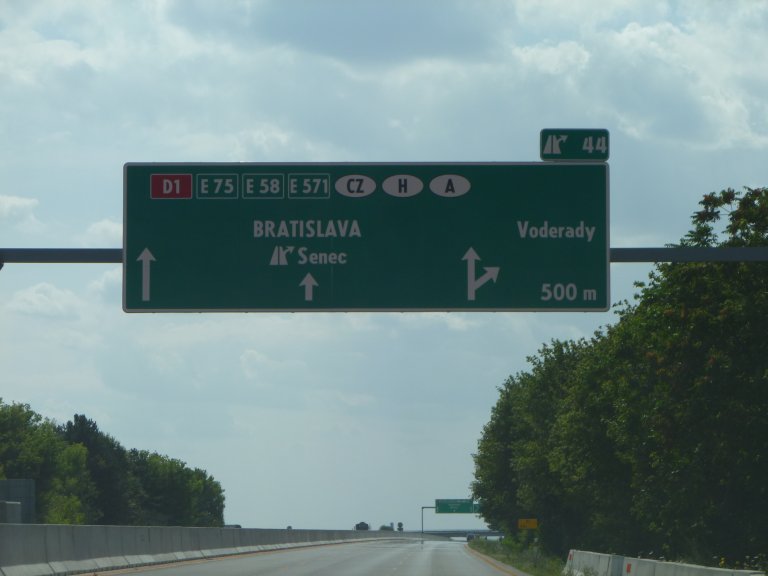 44
D1 E 75 E 58 E 571 CZ H A
BRATISLAVA
Voderady
Senec
500 m